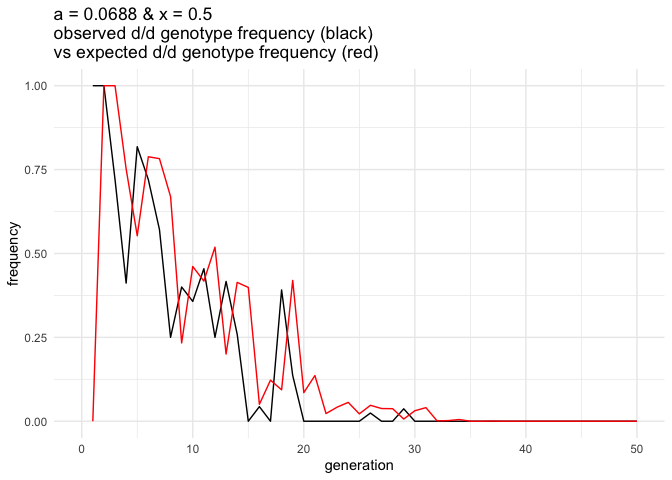 a = 0.0688 & x = 0.5
observed d/d genotype frequency (black)
vs expected d/d genotype frequency (red)
1.00
0.75
0.50
0.25
0.00
frequency
0
10
20
30
40
50
generation